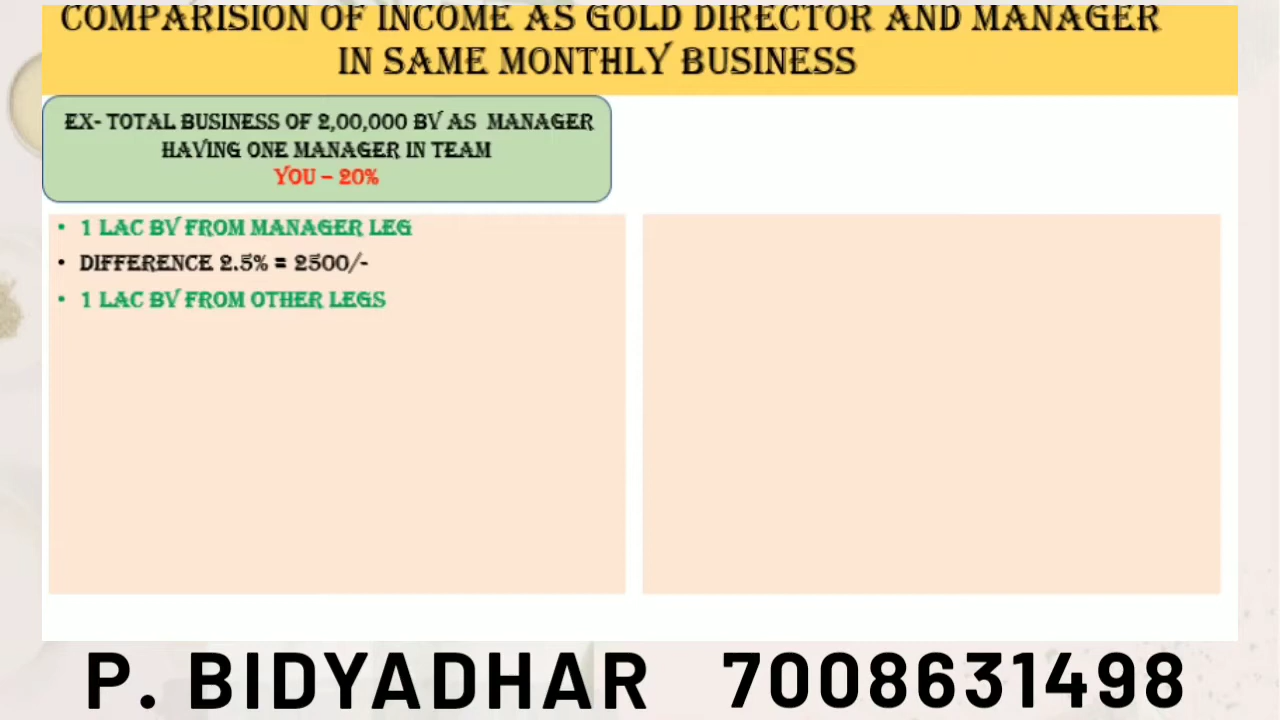 COMPARISION OF INCOME AS GOLD DIRECTOR AND MANAGER
IN SAME MONTHLY BUSINESS
EX- TOTAL BUSINESS OF 2,00,000 BV AS MANAGER
HAVING ONE MANAGER IN TEAM
YOU – 20%
• 1 LAC BV FROM MANAGER LEG
• DIFFERENCE 2.5% = 2500/-
• 1 LAC BV FROM OTHER LEGS
P. BIDYADHAR 7008631498